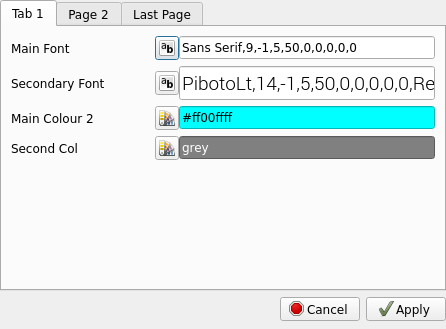 Tab 1 Page 2 Last Page
Main Font ab Sans Serif,9,-1,5,50,0,0,0,0,0
Secondary Font ab PibotoLt,14,-1,5,50,0,0,0,0,0,Re
Main Colour 2 #ff00ffff
Second Col grey
Cancel Apply